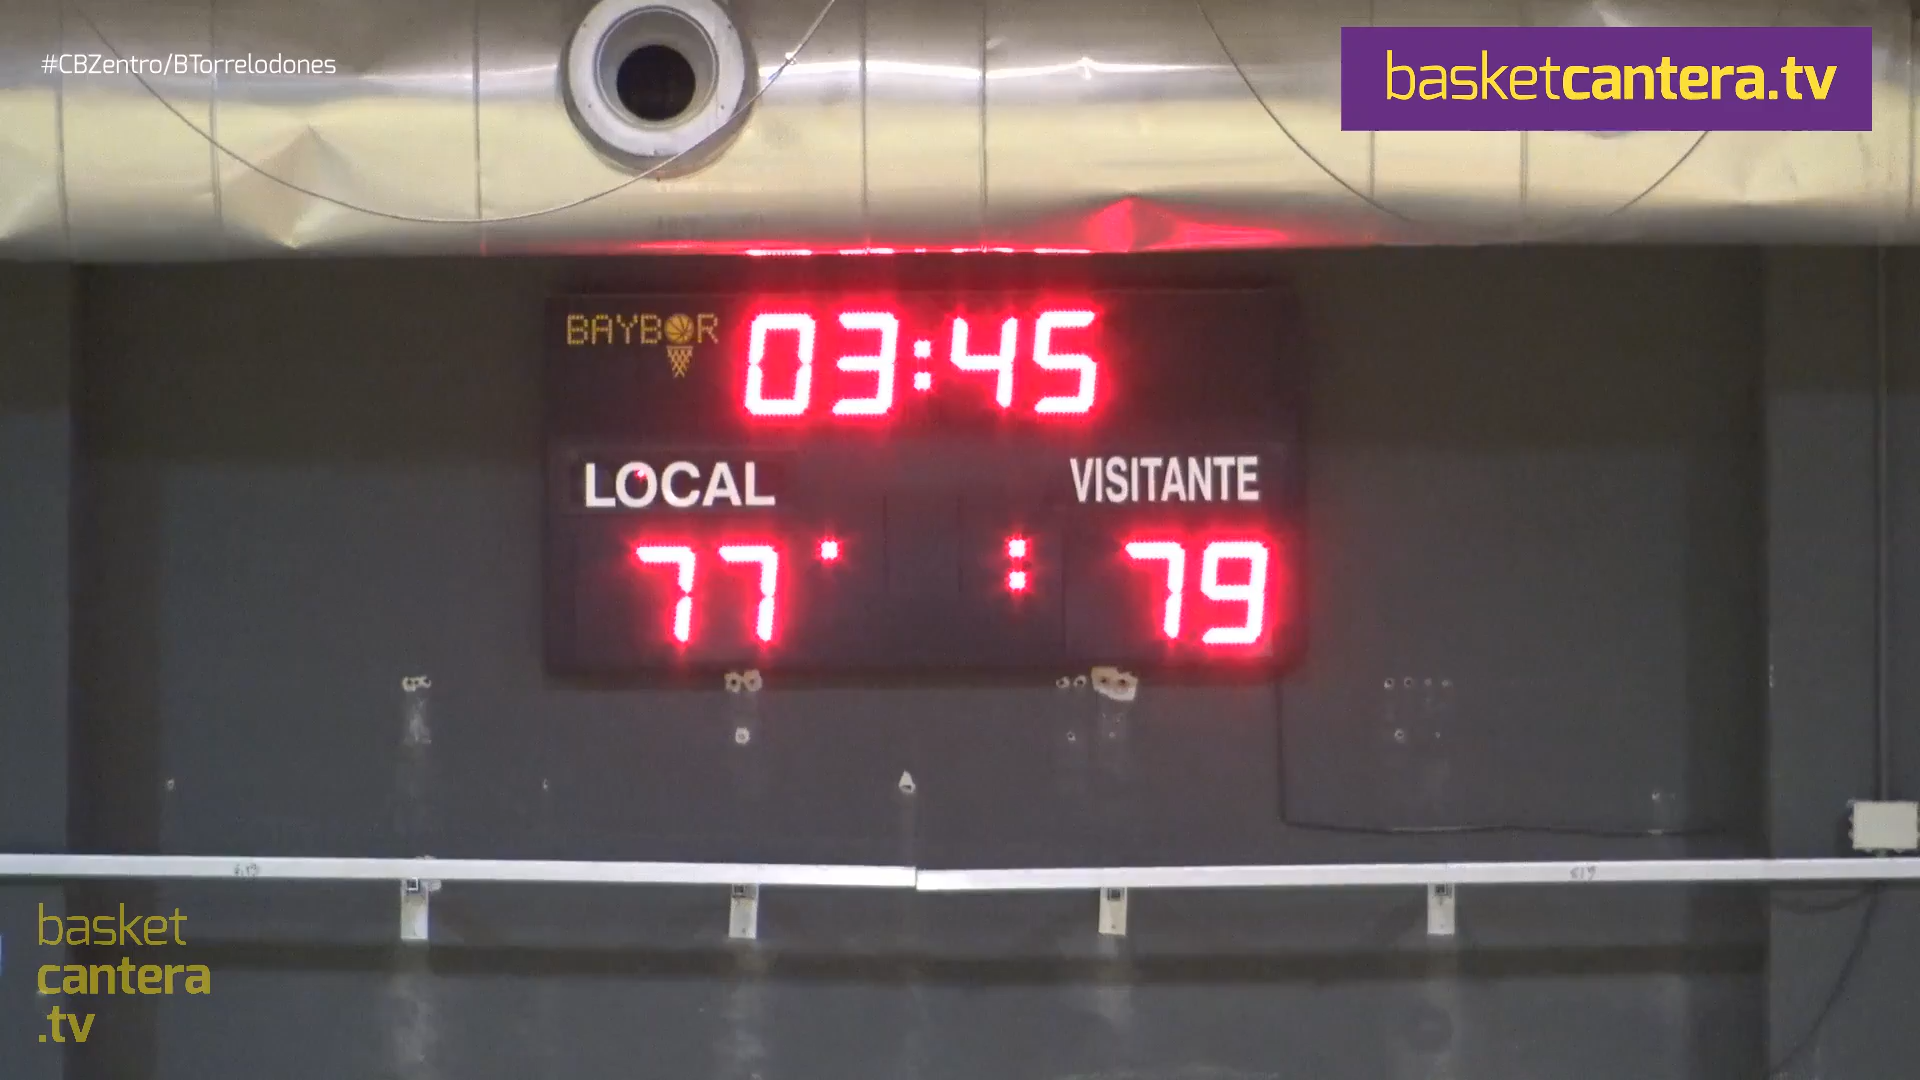 #CBZentro/BTorrelodones
basketcantera.tv
BAYBOR
03:45
LOCAL
VISITANTE
77
79
basket
cantera
.tv